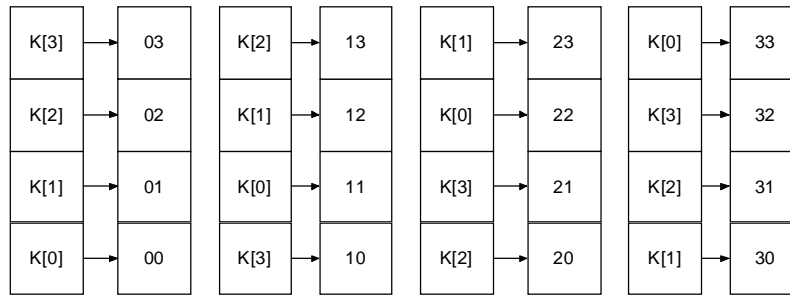 K[3] 03 K[2] 13 K[1] 23 K[0] 33
K[2] 02 K[1] 12 K[0] 22 K[3] 32
K[1] 01 K[0] 11 K[3] 21 K[2] 31
K[0] 00 K[3] 10 K[2] 20 K[1] 30